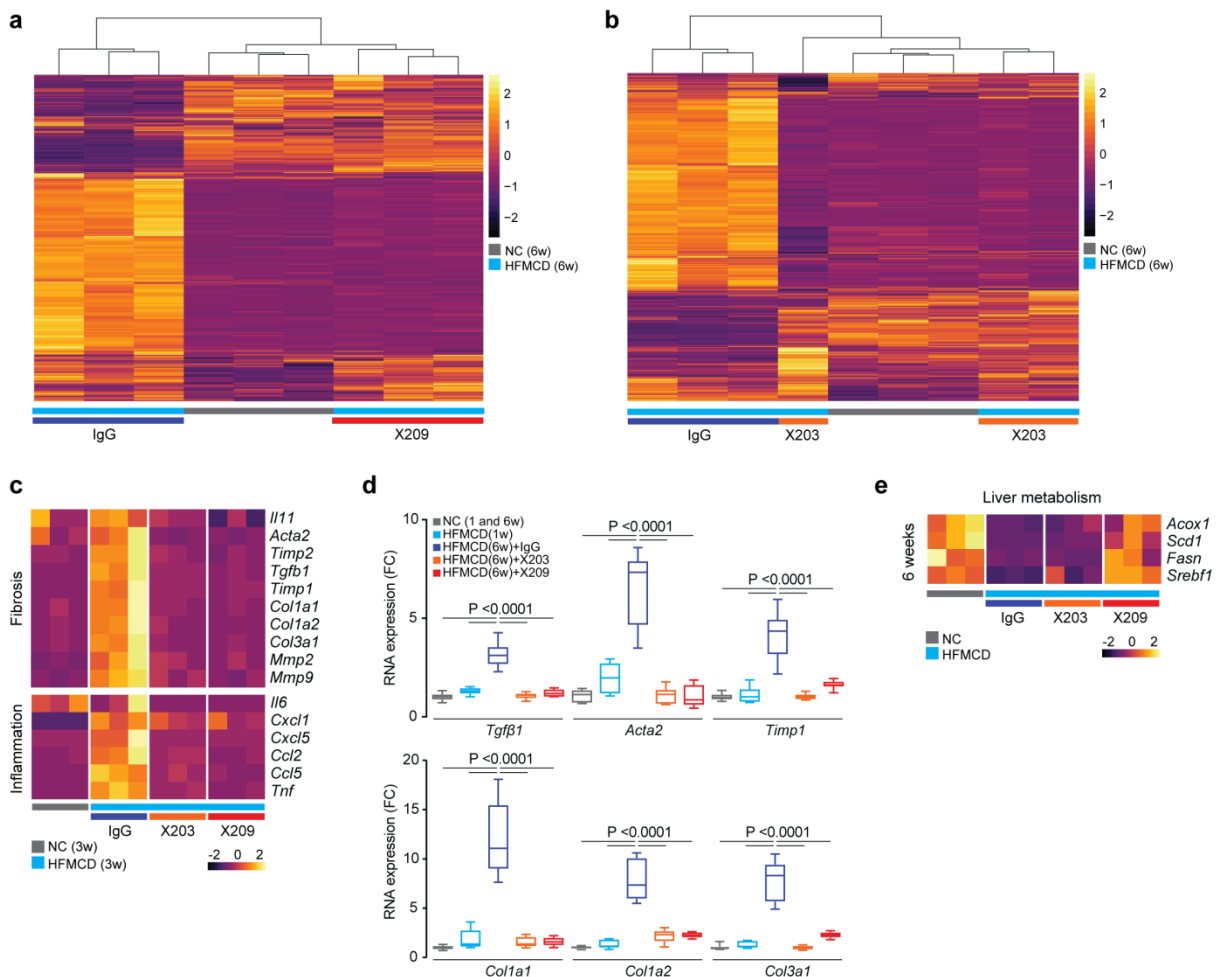 a
2
1
0
−1
−2
NC (6w)
HFMCD (6w)
IgG
X209
b
2
1
0
−1
−2
NC (6w)
HFMCD (6w)
IgG
X203
X203
c
Fibrosis
Il11
Acta2
Timp2
Tgfb1
Timp1
Col1a1
Col1a2
Col3a1
Mmp2
Mmp9
Inflammation
Il6
Cxcl1
Cxcl5
Ccl2
Ccl5
Tnf
IgG
X203
X209
NC (3w)
HFMCD (3w)
-2 0 2
d
RNA expression (FC)
10
5
0
NC (1 and 6w)
HFMCD(1w)
HFMCD(6w)+IgG
HFMCD(6w)+X203
HFMCD(6w)+X209
P <0.0001
P <0.0001
P <0.0001
Tgfβ1
Acta2
Timp1
RNA expression (FC)
20
15
10
5
0
P <0.0001
P <0.0001
P <0.0001
Col1a1
Col1a2
Col3a1
e
Liver metabolism
6 weeks
Acox1
Scd1
Fasn
Srebf1
IgG
X203
X209
NC
HFMCD
-2 0 2